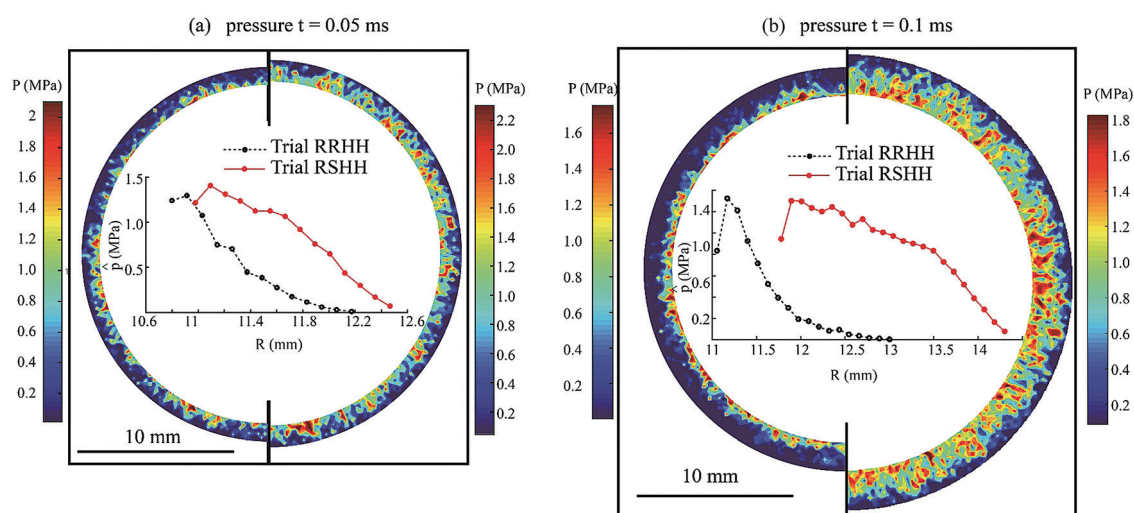 (a) pressure t = 0.05 ms
(b) pressure t = 0.1 ms
P (MPa)
2
1.8
1.6
1.4
1.2
1.0
0.8
0.6
0.4
0.2
Trial RRHH
Trial RSHH
1.5
1.0
0.5
p̂ (MPa)
10.6 11 11.4 11.8 12.2 12.6
R (mm)
10 mm
P (MPa)
2.2
2.0
1.8
1.6
1.4
1.2
1.0
0.8
0.6
0.4
0.2
P (MPa)
1.6
1.4
1.2
1.0
0.8
0.6
0.4
0.2
Trial RRHH
Trial RSHH
1.4
1.0
0.6
0.2
p̂ (MPa)
11 11.5 12 12.5 13 13.5 14
R (mm)
10 mm
P (MPa)
1.8
1.6
1.4
1.2
1.0
0.8
0.6
0.4
0.2